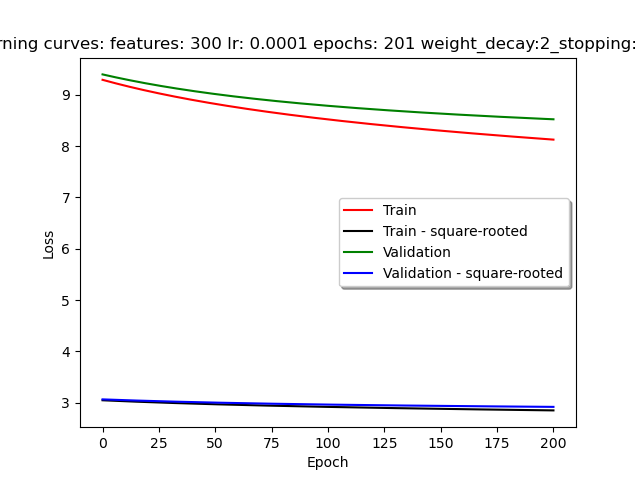 curves: features: 300 lr: 0.0001 epochs: 201 weight_decay:2_stopping:
9
8
7
6
5
4
3
Loss
Train
Train - square-rooted
Validation
Validation - square-rooted
0 25 50 75 100 125 150 175 200
Epoch